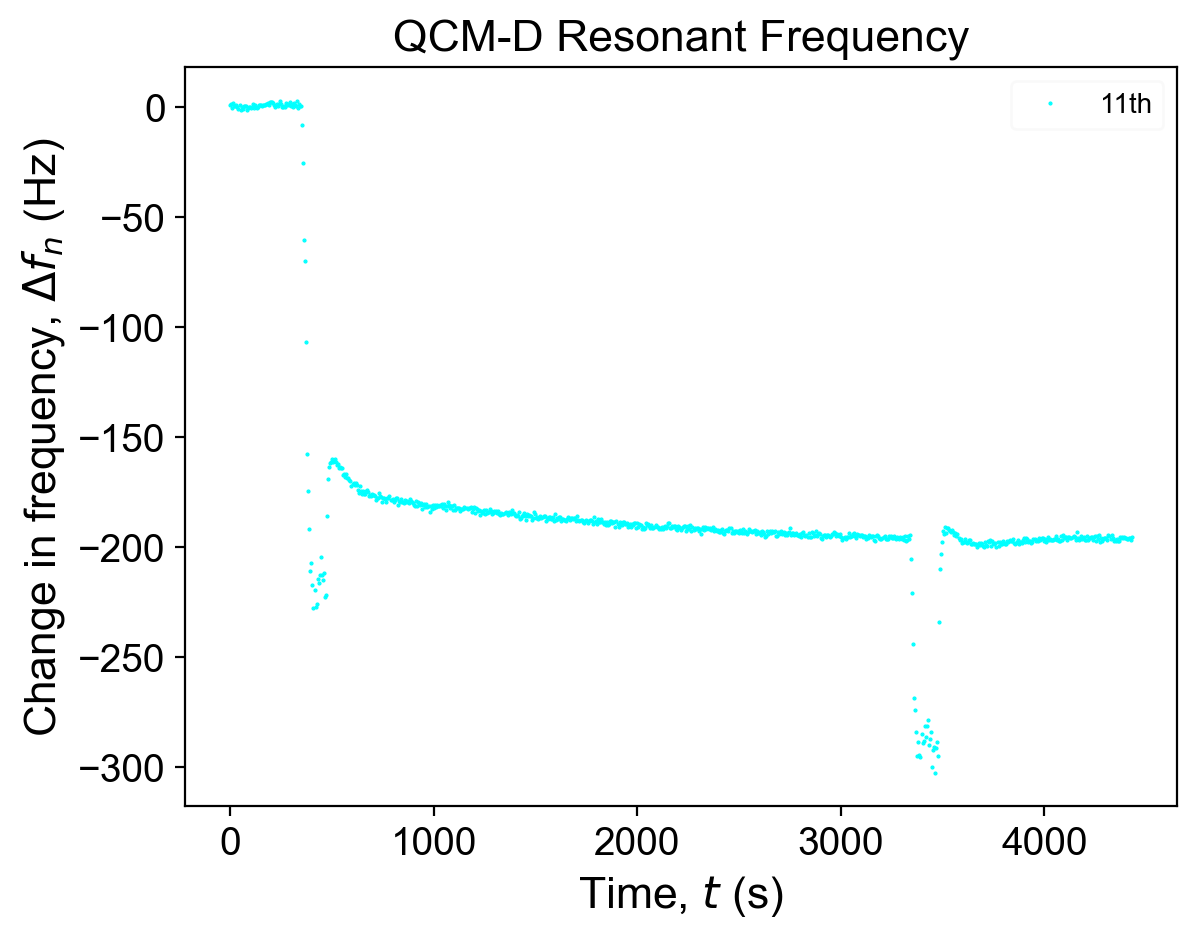 QCM-D Resonant Frequency
11th
Change in frequency, Δfn (Hz)
0
−50
−100
−150
−200
−250
−300
0 1000 2000 3000 4000
Time, t (s)